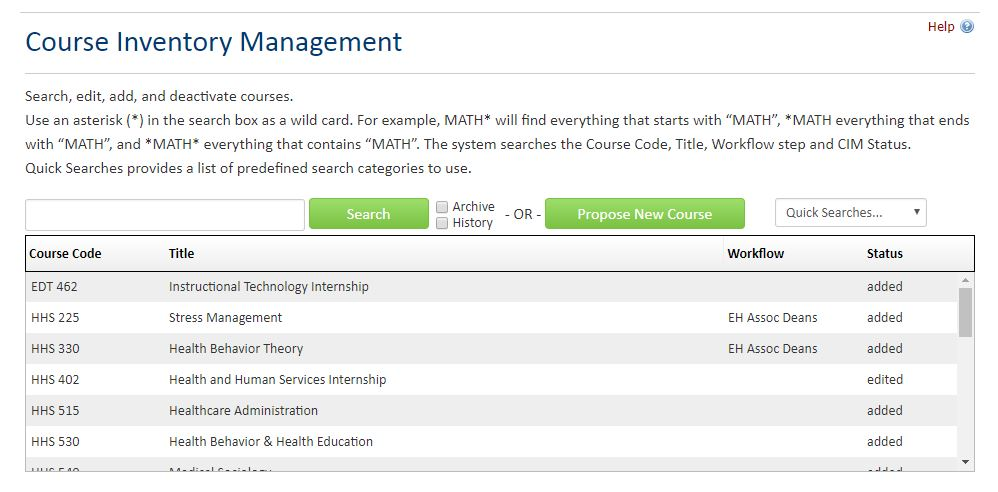 Help
Course Inventory Management
Search, edit, add, and deactivate courses.
Use an asterisk (*) in the search box as a wild card. For example, MATH* will find everything that starts with “MATH”, *MATH everything that ends
with “MATH”, and *MATH* everything that contains “MATH”. The system searches the Course Code, Title, Workflow step and CIM Status.
Quick Searches provides a list of predefined search categories to use.
Search Archive History - OR - Propose New Course Quick Searches...
Course Code Title Workflow Status
EDT 462 Instructional Technology Internship added
HHS 225 Stress Management EH Assoc Deans added
HHS 330 Health Behavior Theory EH Assoc Deans added
HHS 402 Health and Human Services Internship edited
HHS 515 Healthcare Administration added
HHS 530 Health Behavior & Health Education added